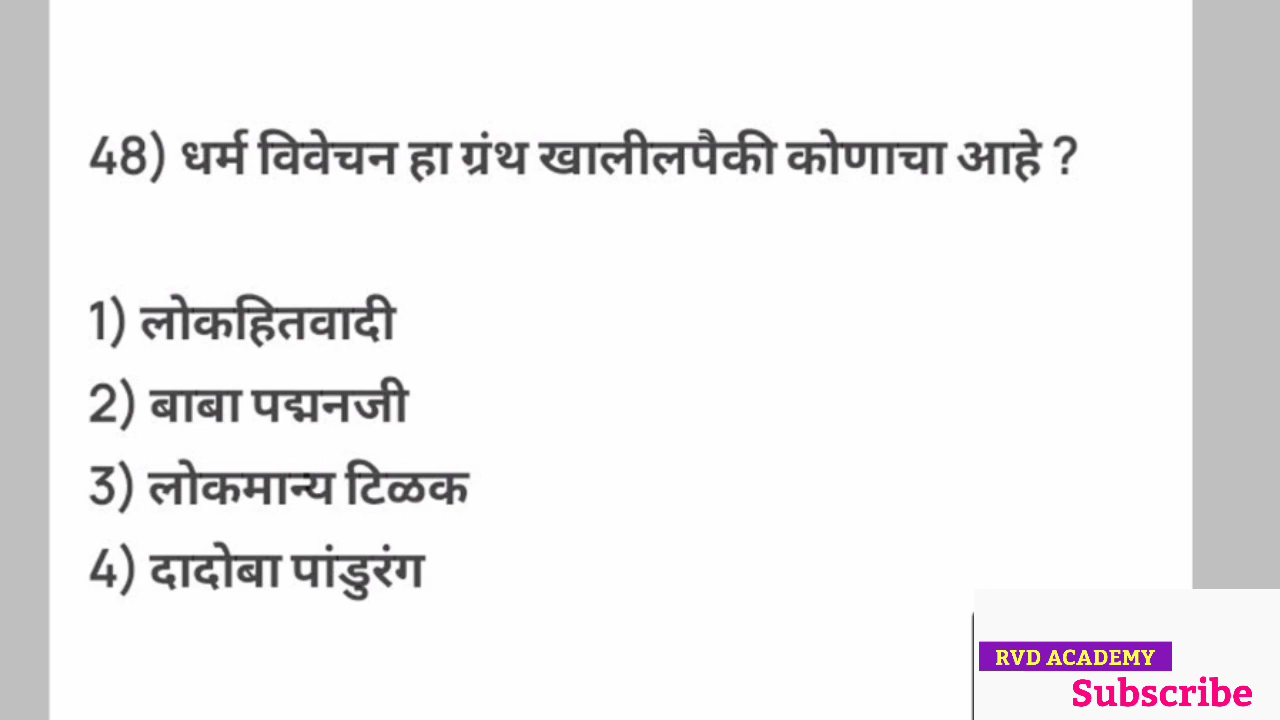 48) धर्म विवेचन हा ग्रंथ खालीलपैकी कोणाचा आहे ?
1) लोकहितवादी
2) बाबा पद्मनजी
3) लोकमान्य टिळक
4) दादोबा पांडुरंग
RVD ACADEMY
Subscribe